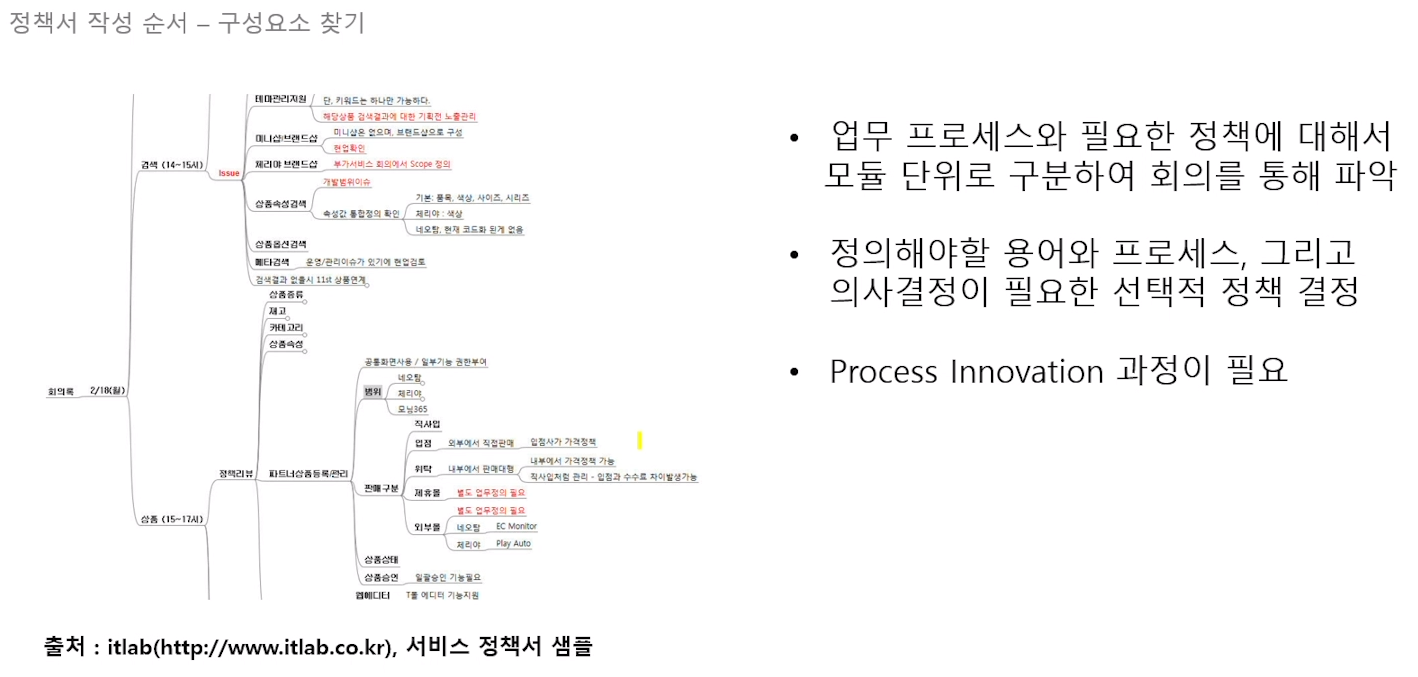 정책서 작성 순서 – 구성요소 찾기
테마관리지원
단, 키워드는 하나만 가능하다.
해당상품 검색결과에 대한 기획전 노출관리
미니샵/브랜드샵
미니샵은 없으며, 브랜드샵으로 구성
현업확인
검색 (14~15시)
Issue
체리야 브랜드샵
부가서비스 회의에서 Scope 정의
개발범위이슈
상품속성검색
속성값 통합정의 확인
기본: 품목, 색상, 사이즈, 시리즈
체리야 : 색상
네오탐, 현재 코드화 된게 없음
상품옵션검색
메타검색
운영/관리이슈가 있기에 현업검토
검색결과 없을시 11st 상품연계
상품종류
재고
카테고리
상품속성
회의록
2/18(월)
정책리뷰
파트너상품등록/관리
공통화면사용 / 일부기능 권한부여
범위
네오탐
체리야
모닝365
판매구분
직사입
입점
외부에서 직접판매
입점사가 가격정책
위탁
내부에서 판매대행
내부에서 가격정책 가능
직사입처럼 관리 - 입점과 수수료 차이발생가능
제휴몰
별도 업무정의 필요
외부몰
별도 업무정의 필요
네오탐
EC Monitor
체리야
Play Auto
상품 (15~17시)
상품상태
상품승인
일괄승인 기능필요
웹에디터
T몰 에디터 기능지원
• 업무 프로세스와 필요한 정책에 대해서
모듈 단위로 구분하여 회의를 통해 파악
• 정의해야할 용어와 프로세스, 그리고
의사결정이 필요한 선택적 정책 결정
• Process Innovation 과정이 필요
출처 : itlab(http://www.itlab.co.kr), 서비스 정책서 샘플